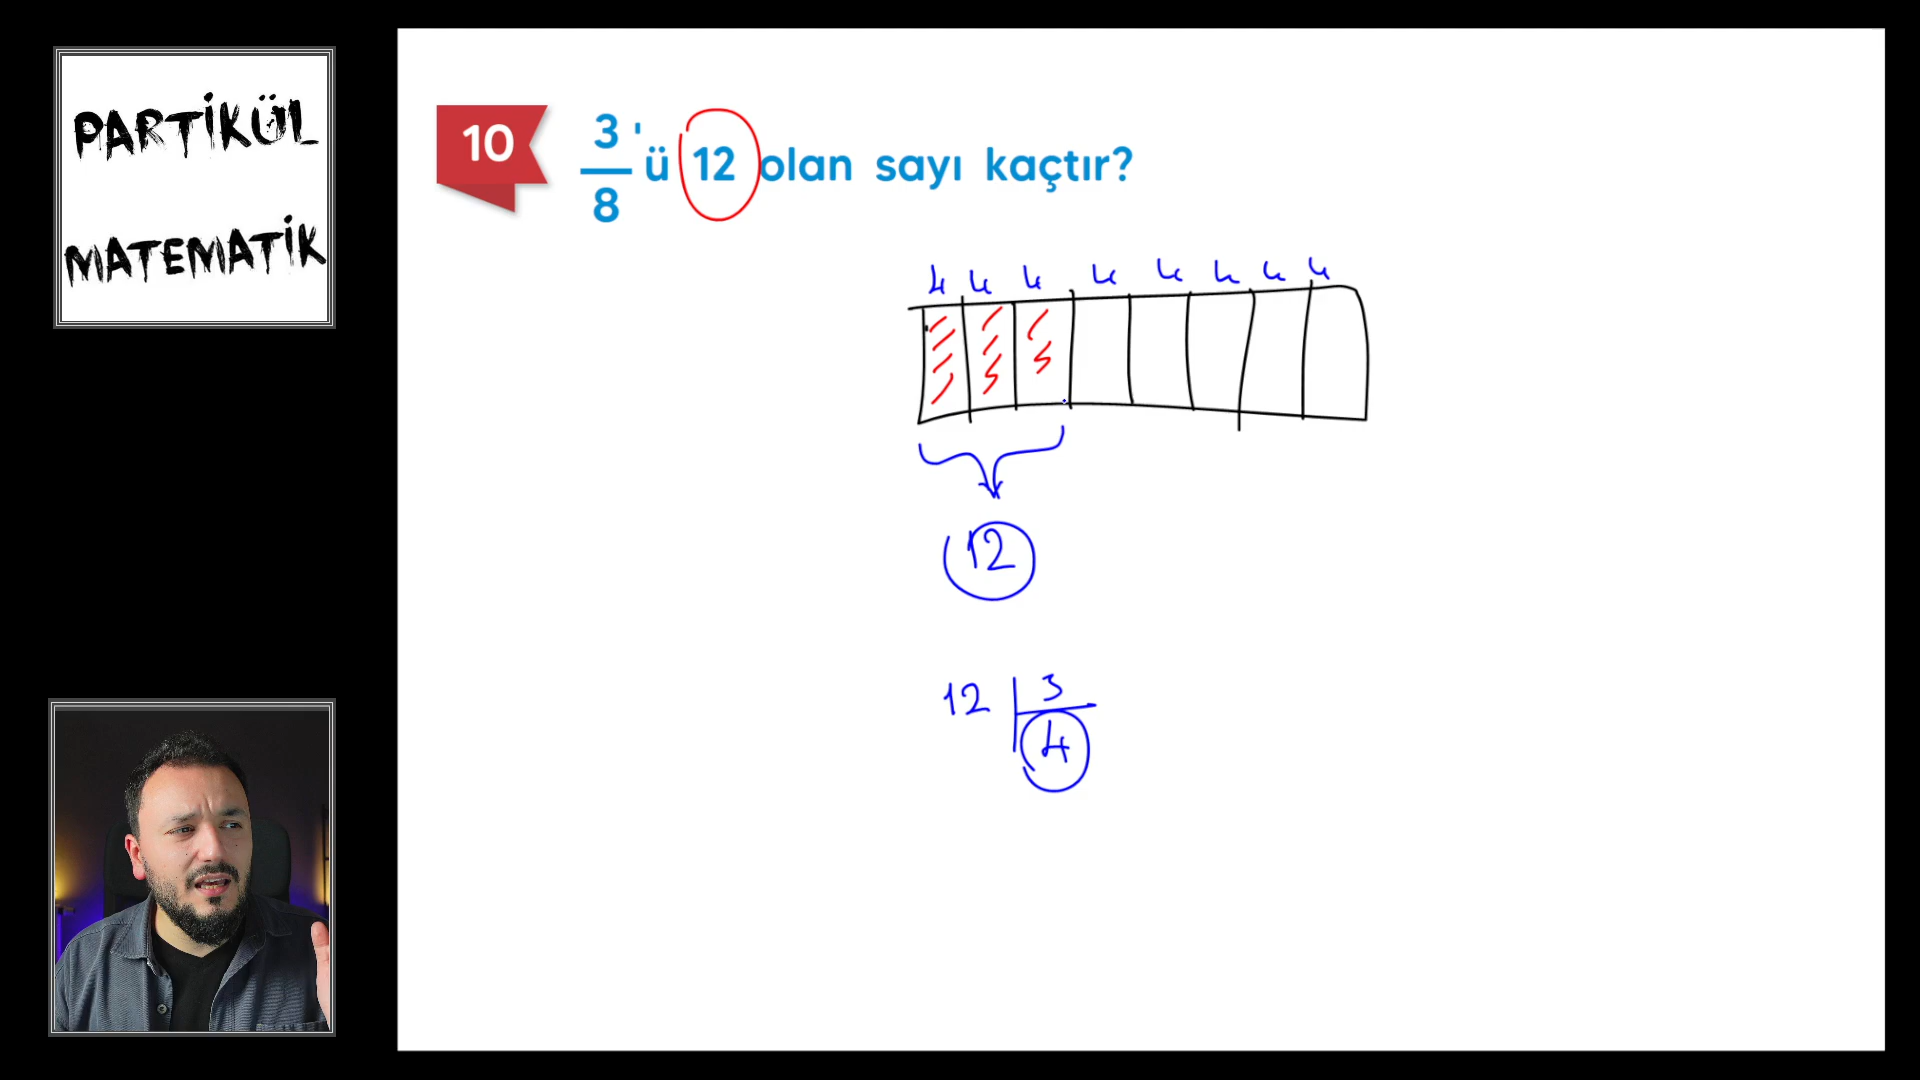 PARTİKÜL
MATEMATİK
10
3'
8
ü 12 olan sayı kaçtır?
4 4 4 4 4 4 4 4
12
12 3
4